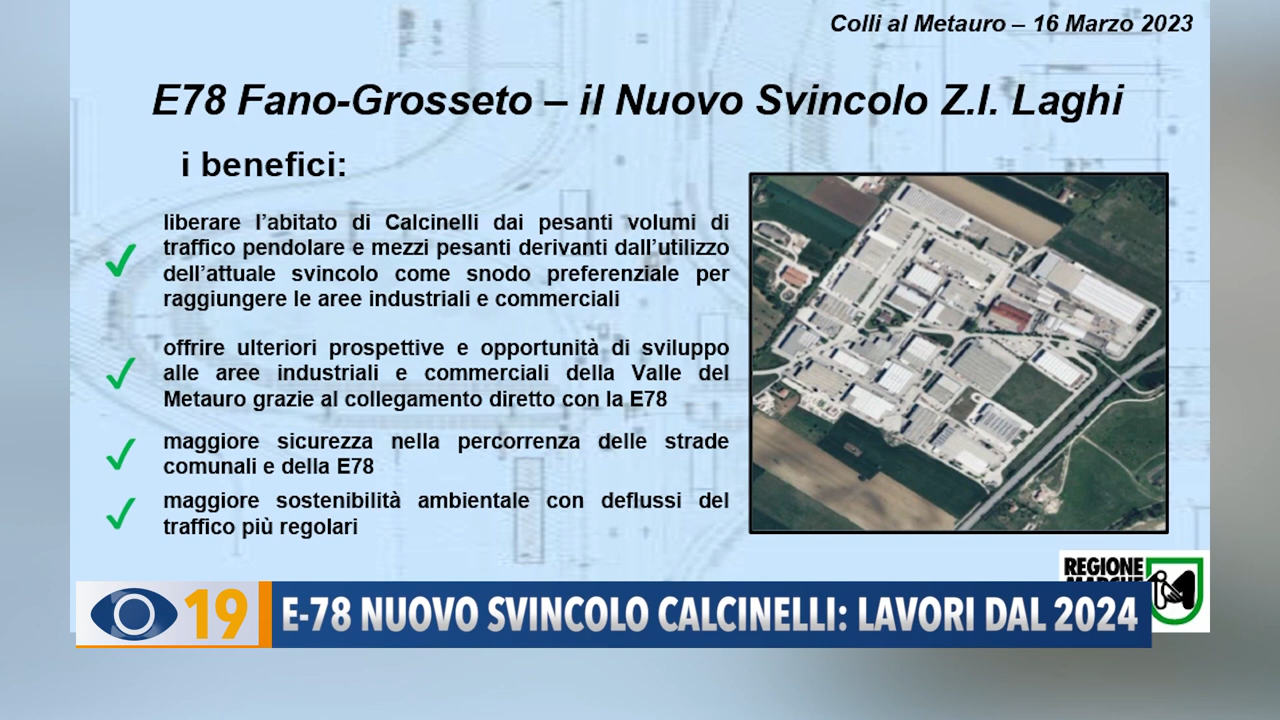 Colli al Metauro – 16 Marzo 2023
E78 Fano-Grosseto – il Nuovo Svincolo Z.I. Laghi
i benefici:
liberare l'abitato di Calcinelli dai pesanti volumi di
traffico pendolare e mezzi pesanti derivanti dall'utilizzo
dell'attuale svincolo come snodo preferenziale per
raggiungere le aree industriali e commerciali
offrire ulteriori prospettive e opportunità di sviluppo
alle aree industriali e commerciali della Valle del
Metauro grazie al collegamento diretto con la E78
maggiore sicurezza nella percorrenza delle strade
comunali e della E78
maggiore sostenibilità ambientale con deflussi del
traffico più regolari
REGIONE
19 E-78 NUOVO SVINCOLO CALCINELLI: LAVORI DAL 2024